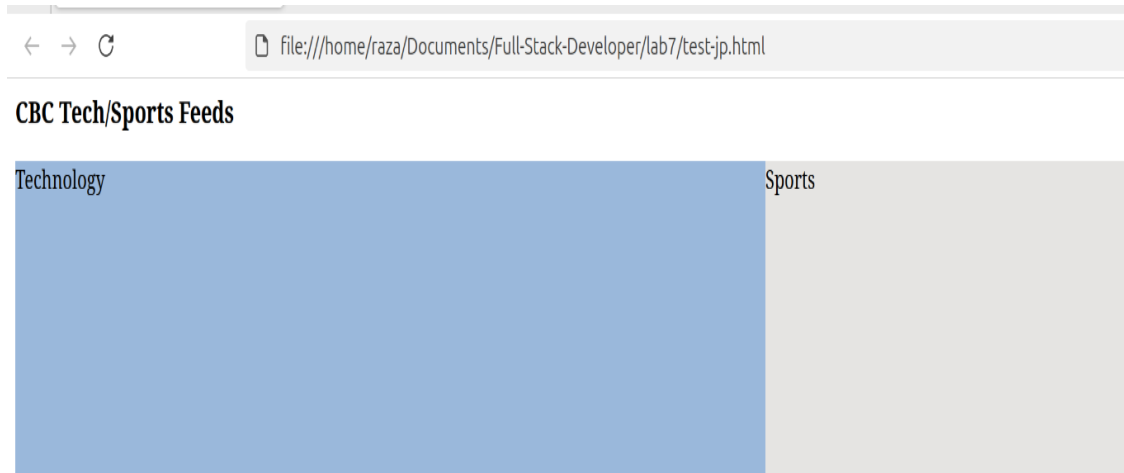 file:///home/raza/Documents/Full-Stack-Developer/lab7/test-jp.html
CBC Tech/Sports Feeds
Technology
Sports